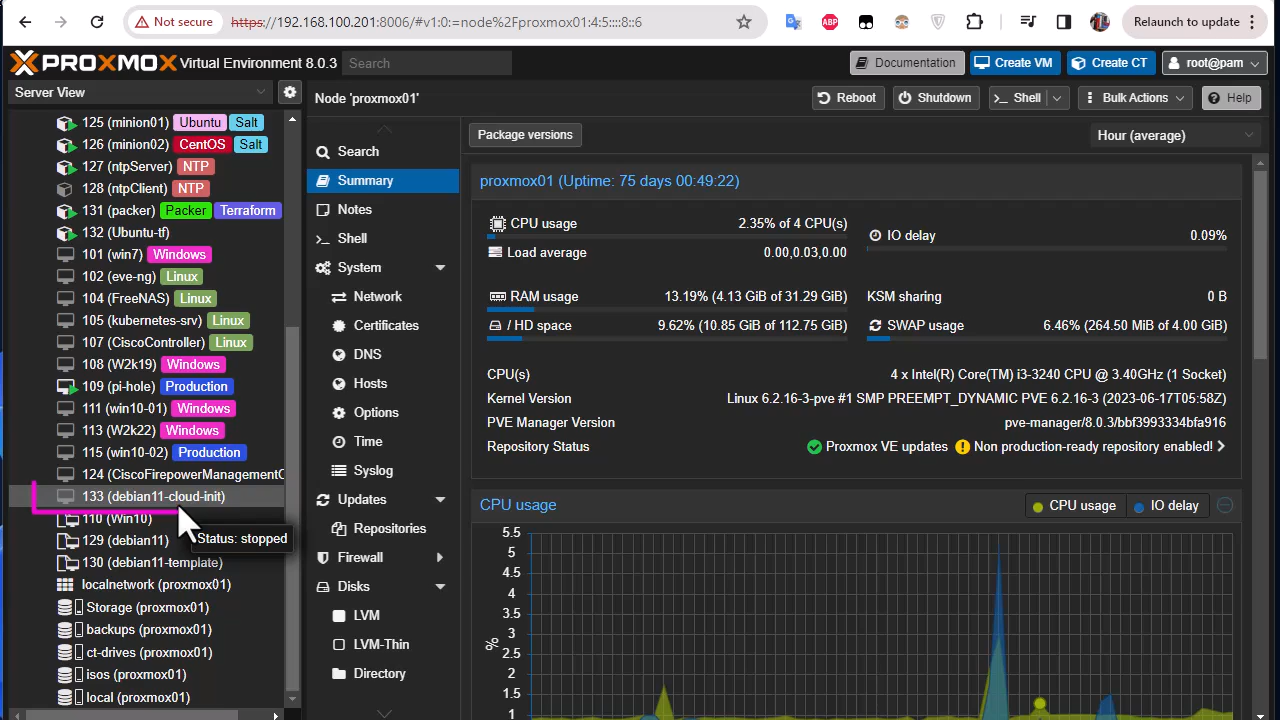 Not secure
https://192.168.100.201:8006/#v1:0:=node%2Fproxmox01:4:5::::8::6
ABP
Relaunch to update
PROXMOX Virtual Environment 8.0.3
Search
Documentation
Create VM
Create CT
root@pam
Server View
Node 'proxmox01'
Reboot
Shutdown
Shell
Bulk Actions
Help
125 (minion01) Ubuntu Salt
126 (minion02) CentOS Salt
127 (ntpServer) NTP
128 (ntpClient) NTP
131 (packer) Packer Terraform
132 (Ubuntu-tf)
101 (win7) Windows
102 (eve-ng) Linux
104 (FreeNAS) Linux
105 (kubernetes-srv) Linux
107 (CiscoController) Linux
108 (W2k19) Windows
109 (pi-hole) Production
111 (win10-01) Windows
113 (W2k22) Windows
115 (win10-02) Production
124 (CiscoFirepowerManagementC
133 (debian11-cloud-init)
110 (Win10)
Status: stopped
129 (debian11)
130 (debian11-template)
localnetwork (proxmox01)
Storage (proxmox01)
backups (proxmox01)
ct-drives (proxmox01)
isos (proxmox01)
local (proxmox01)
Search
Summary
Notes
Shell
System
Network
Certificates
DNS
Hosts
Options
Time
Syslog
Updates
Repositories
Firewall
Disks
LVM
LVM-Thin
Directory
Package versions
Hour (average)
proxmox01 (Uptime: 75 days 00:49:22)
CPU usage 2.35% of 4 CPU(s)
IO delay 0.09%
Load average 0.00,0.03,0.00
RAM usage 13.19% (4.13 GiB of 31.29 GiB)
KSM sharing 0 B
/ HD space 9.62% (10.85 GiB of 112.75 GiB)
SWAP usage 6.46% (264.50 MiB of 4.00 GiB)
CPU(s) 4 x Intel(R) Core(TM) i3-3240 CPU @ 3.40GHz (1 Socket)
Kernel Version Linux 6.2.16-3-pve #1 SMP PREEMPT_DYNAMIC PVE 6.2.16-3 (2023-06-17T05:58Z)
PVE Manager Version pve-manager/8.0.3/bbf3993334bfa916
Repository Status Proxmox VE updates Non production-ready repository enabled!
CPU usage
CPU usage IO delay
5.5
5
4.5
4
3.5
3
2.5
2
1.5
1
%